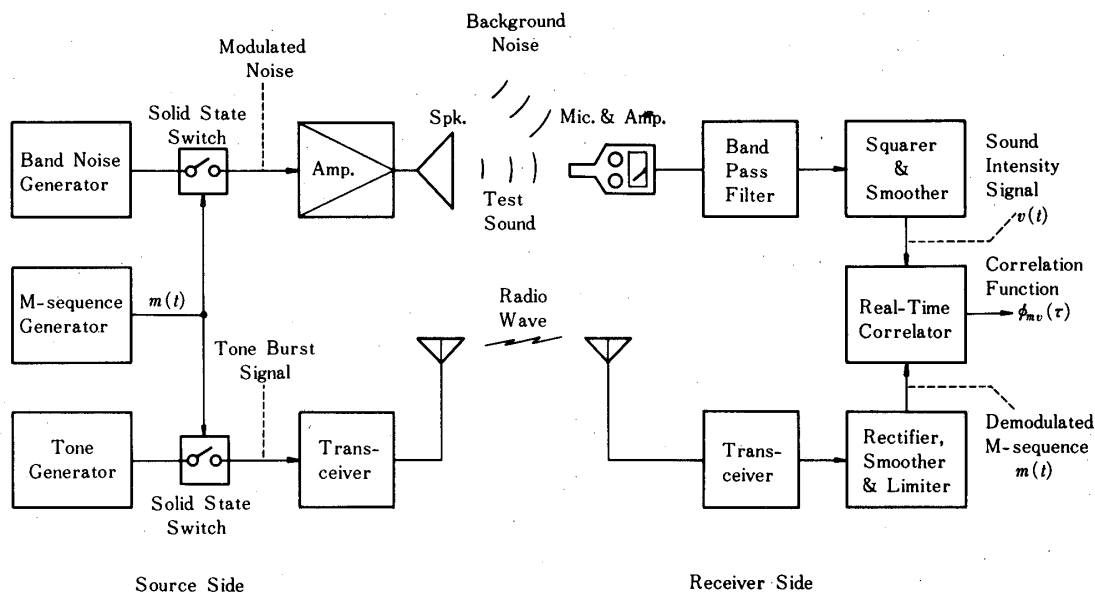 Background
Noise
Modulated
Noise
Solid State
Switch
Spk.
Mic. & Amp.
Band Noise
Generator
Amp.
Test
Sound
Band
Pass
Filter
Squarer
&
Smoother
Sound
Intensity
Signal
v(t)
M-sequence
Generator
m(t)
Radio
Wave
Real-Time
Correlator
Correlation
Function
ϕmv(τ)
Tone Burst
Signal
Tone
Generator
Solid State
Switch
Trans-
ceiver
Trans-
ceiver
Rectifier,
Smoother
& Limiter
Demodulated
M-sequence
m(t)
Source Side
Receiver Side